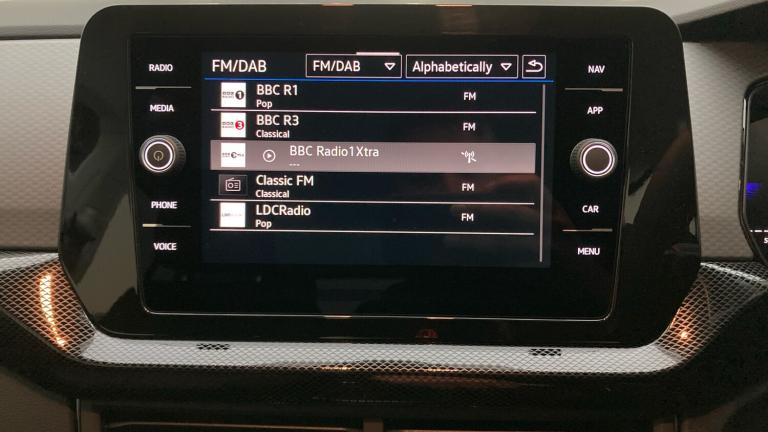 RADIO
MEDIA
PHONE
VOICE
FM/DAB
FM/DAB
Alphabetically
BBC R1
Pop
FM
BBC R3
Classical
FM
BBC Radio1Xtra
---
Classic FM
Classical
FM
LDCRadio
Pop
FM
NAV
APP
CAR
MENU